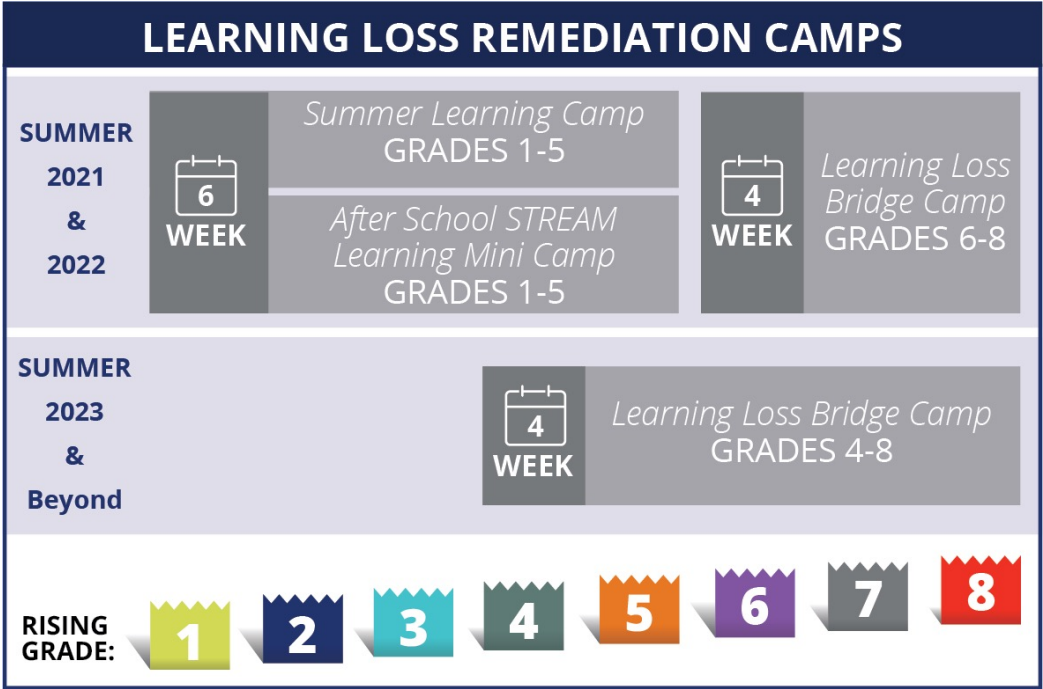 LEARNING LOSS REMEDIATION CAMPS
SUMMER
2021
&
2022
6
WEEK
Summer Learning Camp
GRADES 1-5
After School STREAM
Learning Mini Camp
GRADES 1-5
4
WEEK
Learning Loss
Bridge Camp
GRADES 6-8
SUMMER
2023
&
Beyond
4
WEEK
Learning Loss Bridge Camp
GRADES 4-8
RISING
GRADE:
1 2 3 4 5 6 7 8